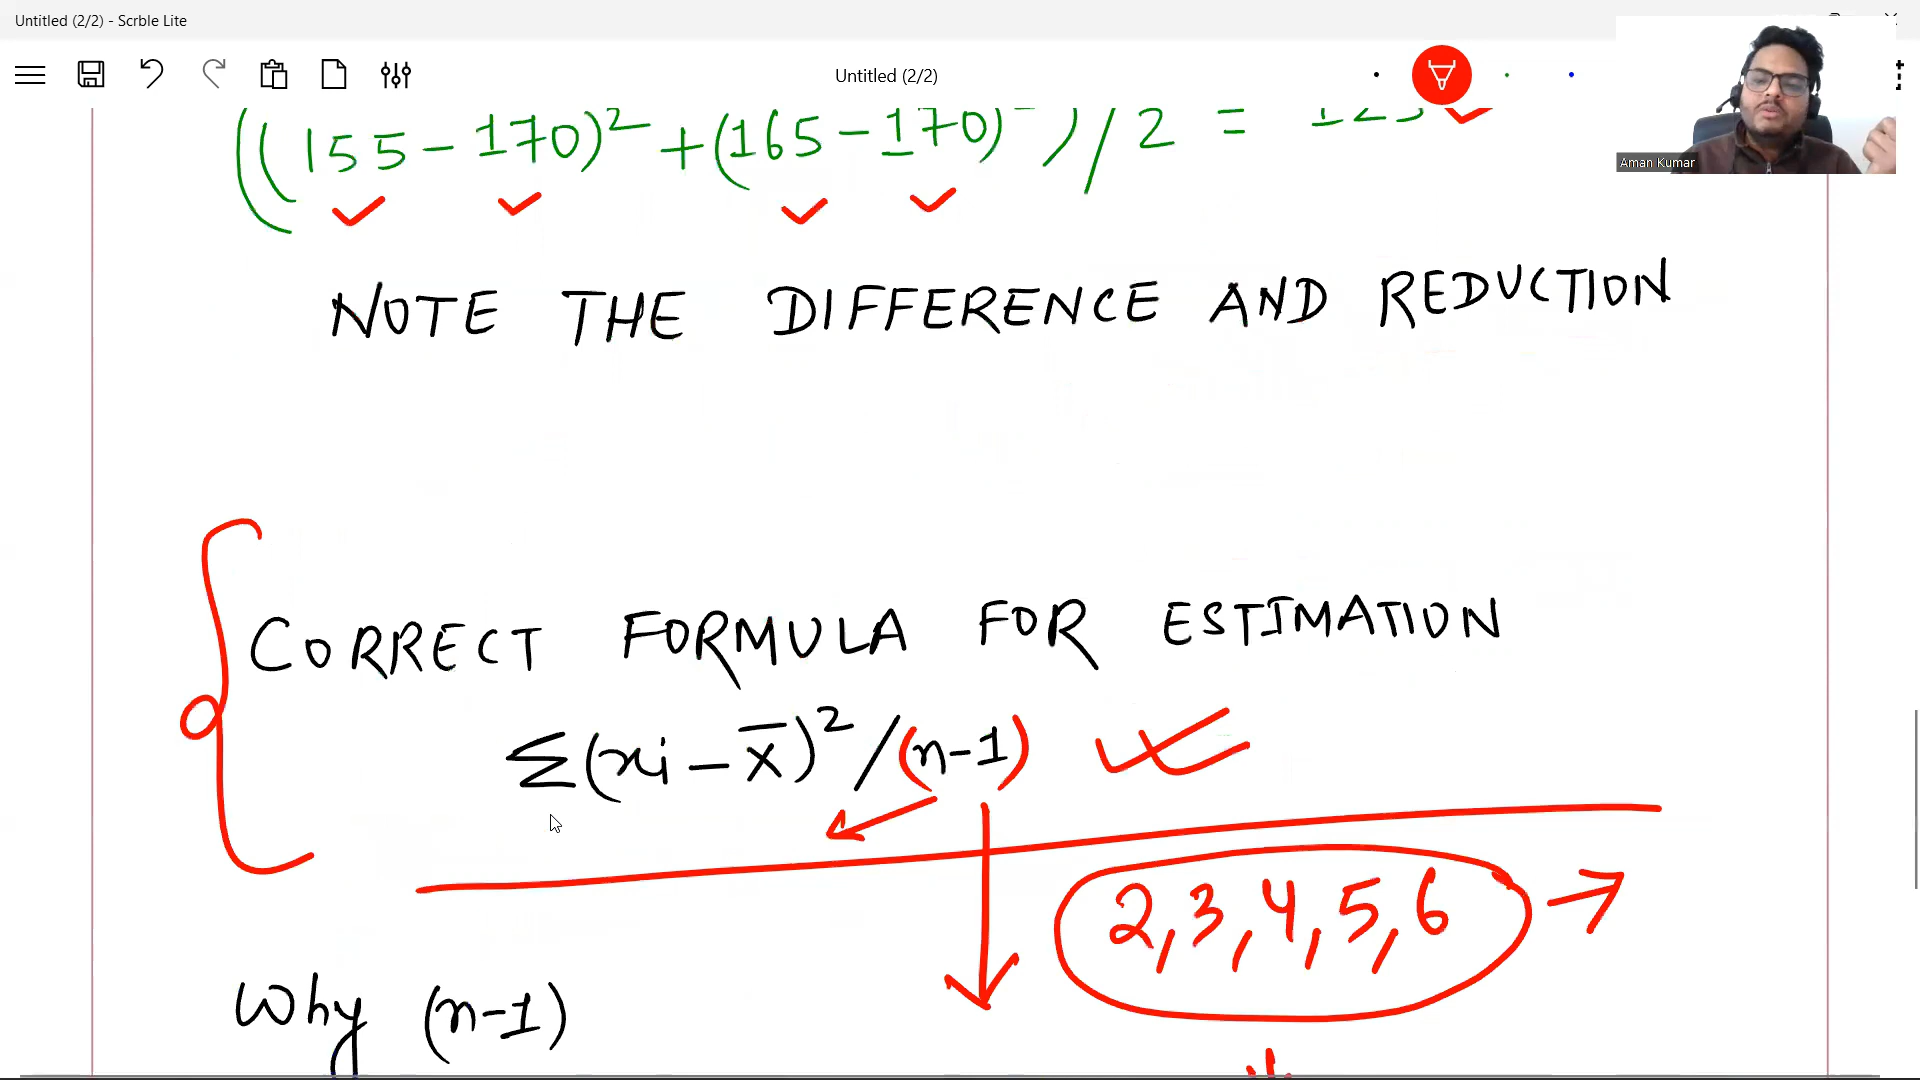 Untitled (2/2) - Scrble Lite
Untitled (2/2)
Aman Kumar
((155-170)²+(165-170)²)/2 =
NOTE THE DIFFERENCE AND REDUCTION
CORRECT FORMULA FOR ESTIMATION
Σ(xi-x̄)²/(n-1)
2,3,4,5,6
Why (n-1)